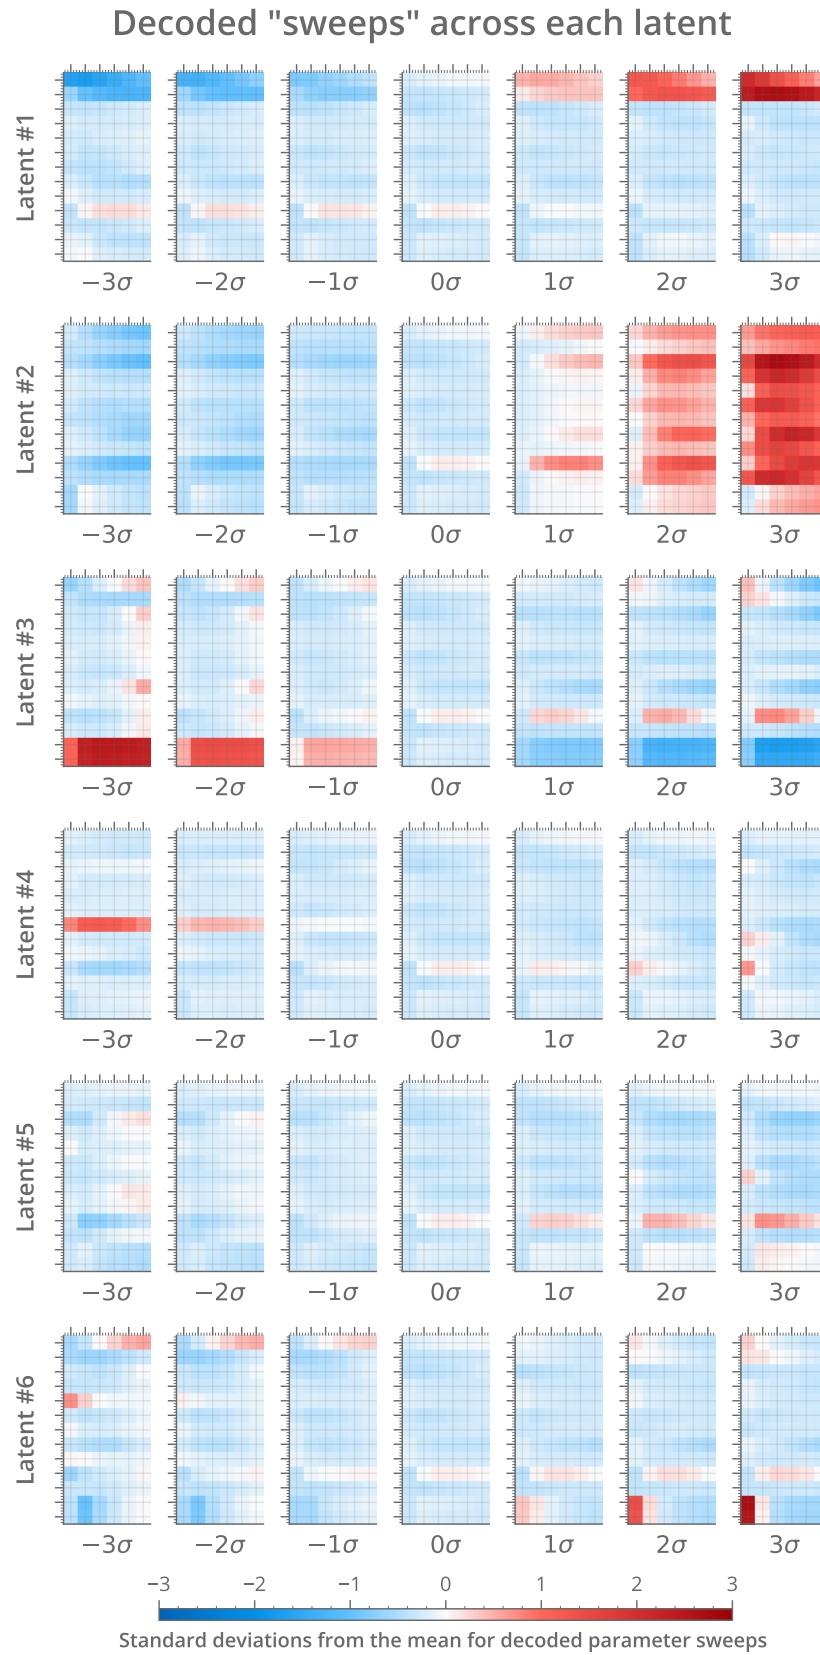 Decoded "sweeps" across each latent
Latent #1
−3σ −2σ −1σ 0σ 1σ 2σ 3σ
Latent #2
−3σ −2σ −1σ 0σ 1σ 2σ 3σ
Latent #3
−3σ −2σ −1σ 0σ 1σ 2σ 3σ
Latent #4
−3σ −2σ −1σ 0σ 1σ 2σ 3σ
Latent #5
−3σ −2σ −1σ 0σ 1σ 2σ 3σ
Latent #6
−3σ −2σ −1σ 0σ 1σ 2σ 3σ
−3 −2 −1 0 1 2 3
Standard deviations from the mean for decoded parameter sweeps